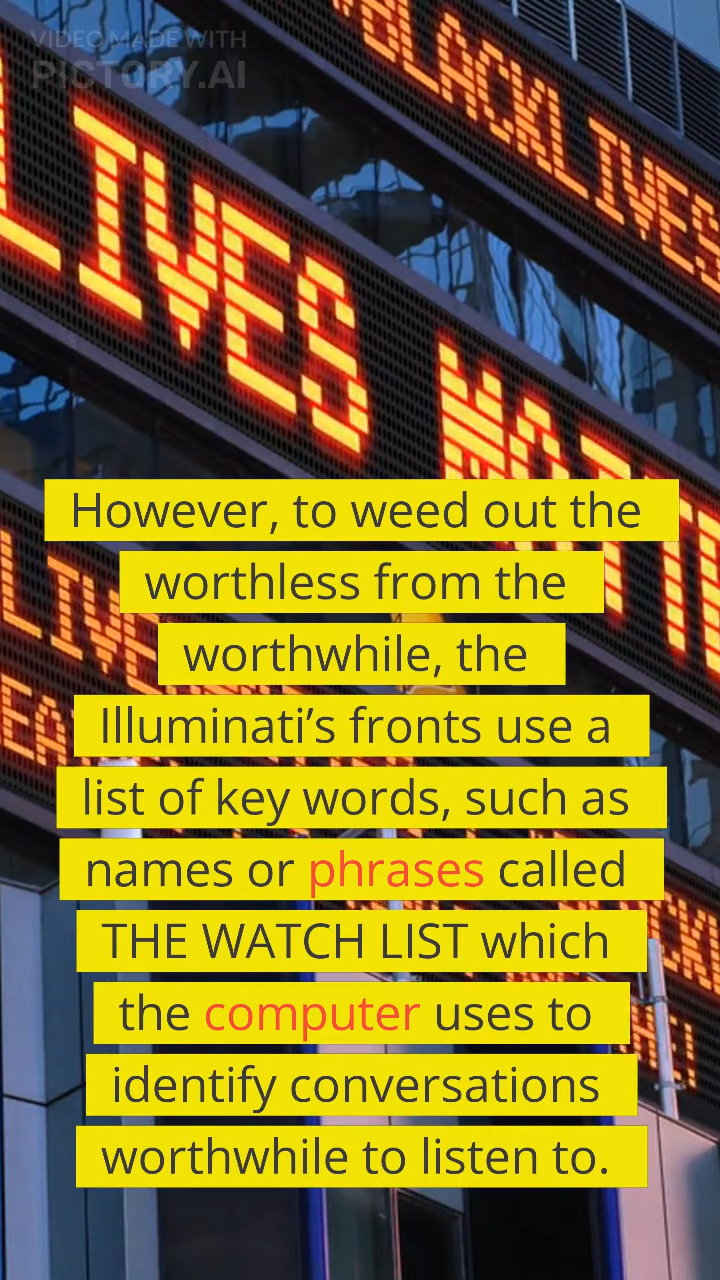 VIDEO MADE WITH
PICTORY.AI
BLACKLIVES
LIVES MATTE
However, to weed out the
worthless from the
worthwhile, the
Illuminati’s fronts use a
list of key words, such as
names or phrases called
THE WATCH LIST which
the computer uses to
identify conversations
worthwhile to listen to.